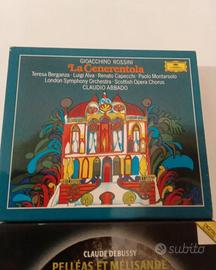 GIOACCHINO ROSSINI
La Cenerentola
Teresa Berganza · Luigi Alva · Renato Capecchi · Paolo Montarsolo
London Symphony Orchestra · Scottish Opera Chorus
CLAUDIO ABBADO
CLAUDE DEBUSSY
PELLÉAS ET MÉLISANDE
subito